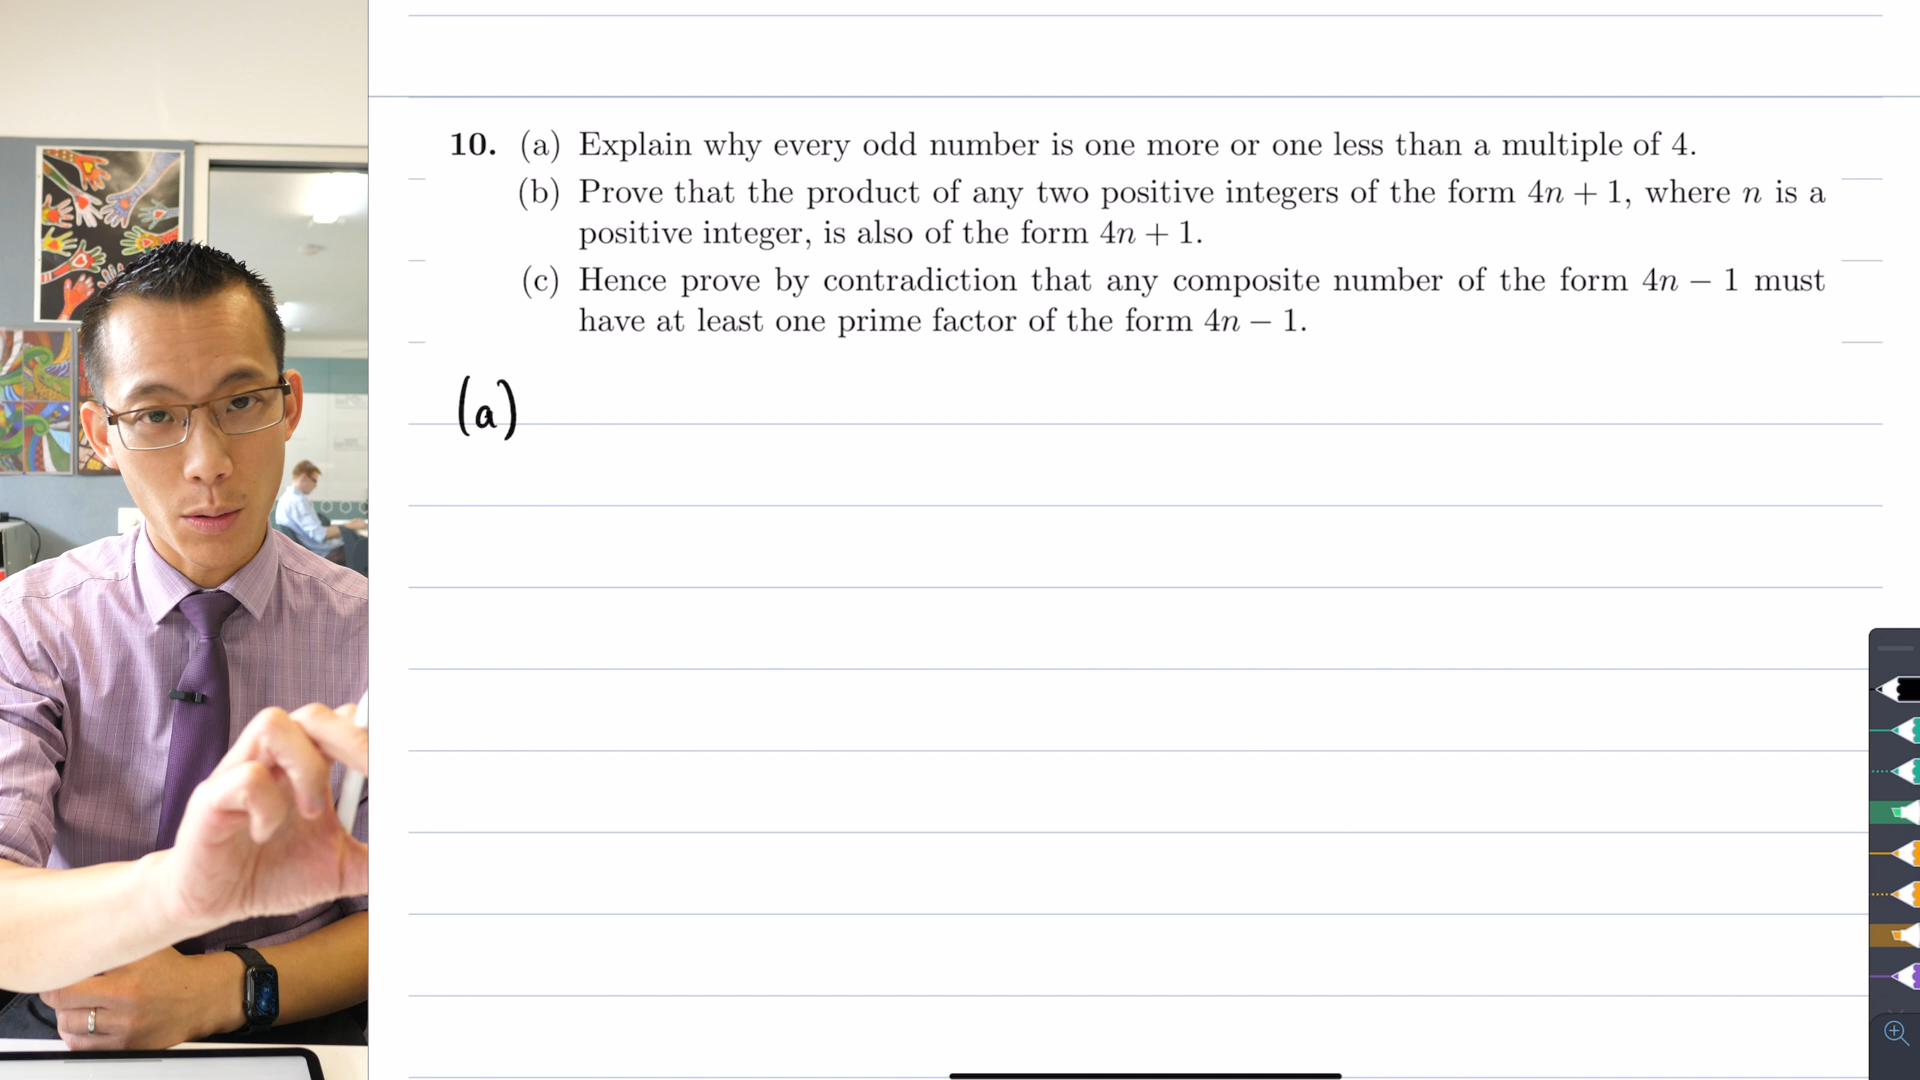 10. (a) Explain why every odd number is one more or one less than a multiple of 4.
(b) Prove that the product of any two positive integers of the form 4n + 1, where n is a
positive integer, is also of the form 4n + 1.
(c) Hence prove by contradiction that any composite number of the form 4n − 1 must
have at least one prime factor of the form 4n − 1.
(a)